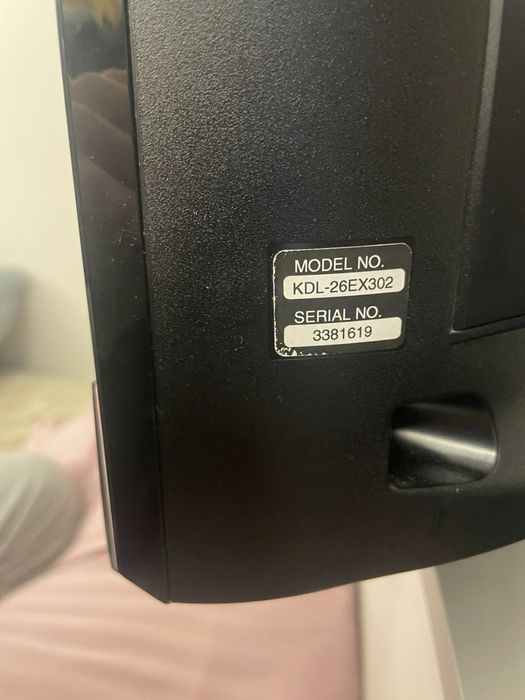 MODEL NO.
KDL-26EX302
SERIAL NO.
3381619